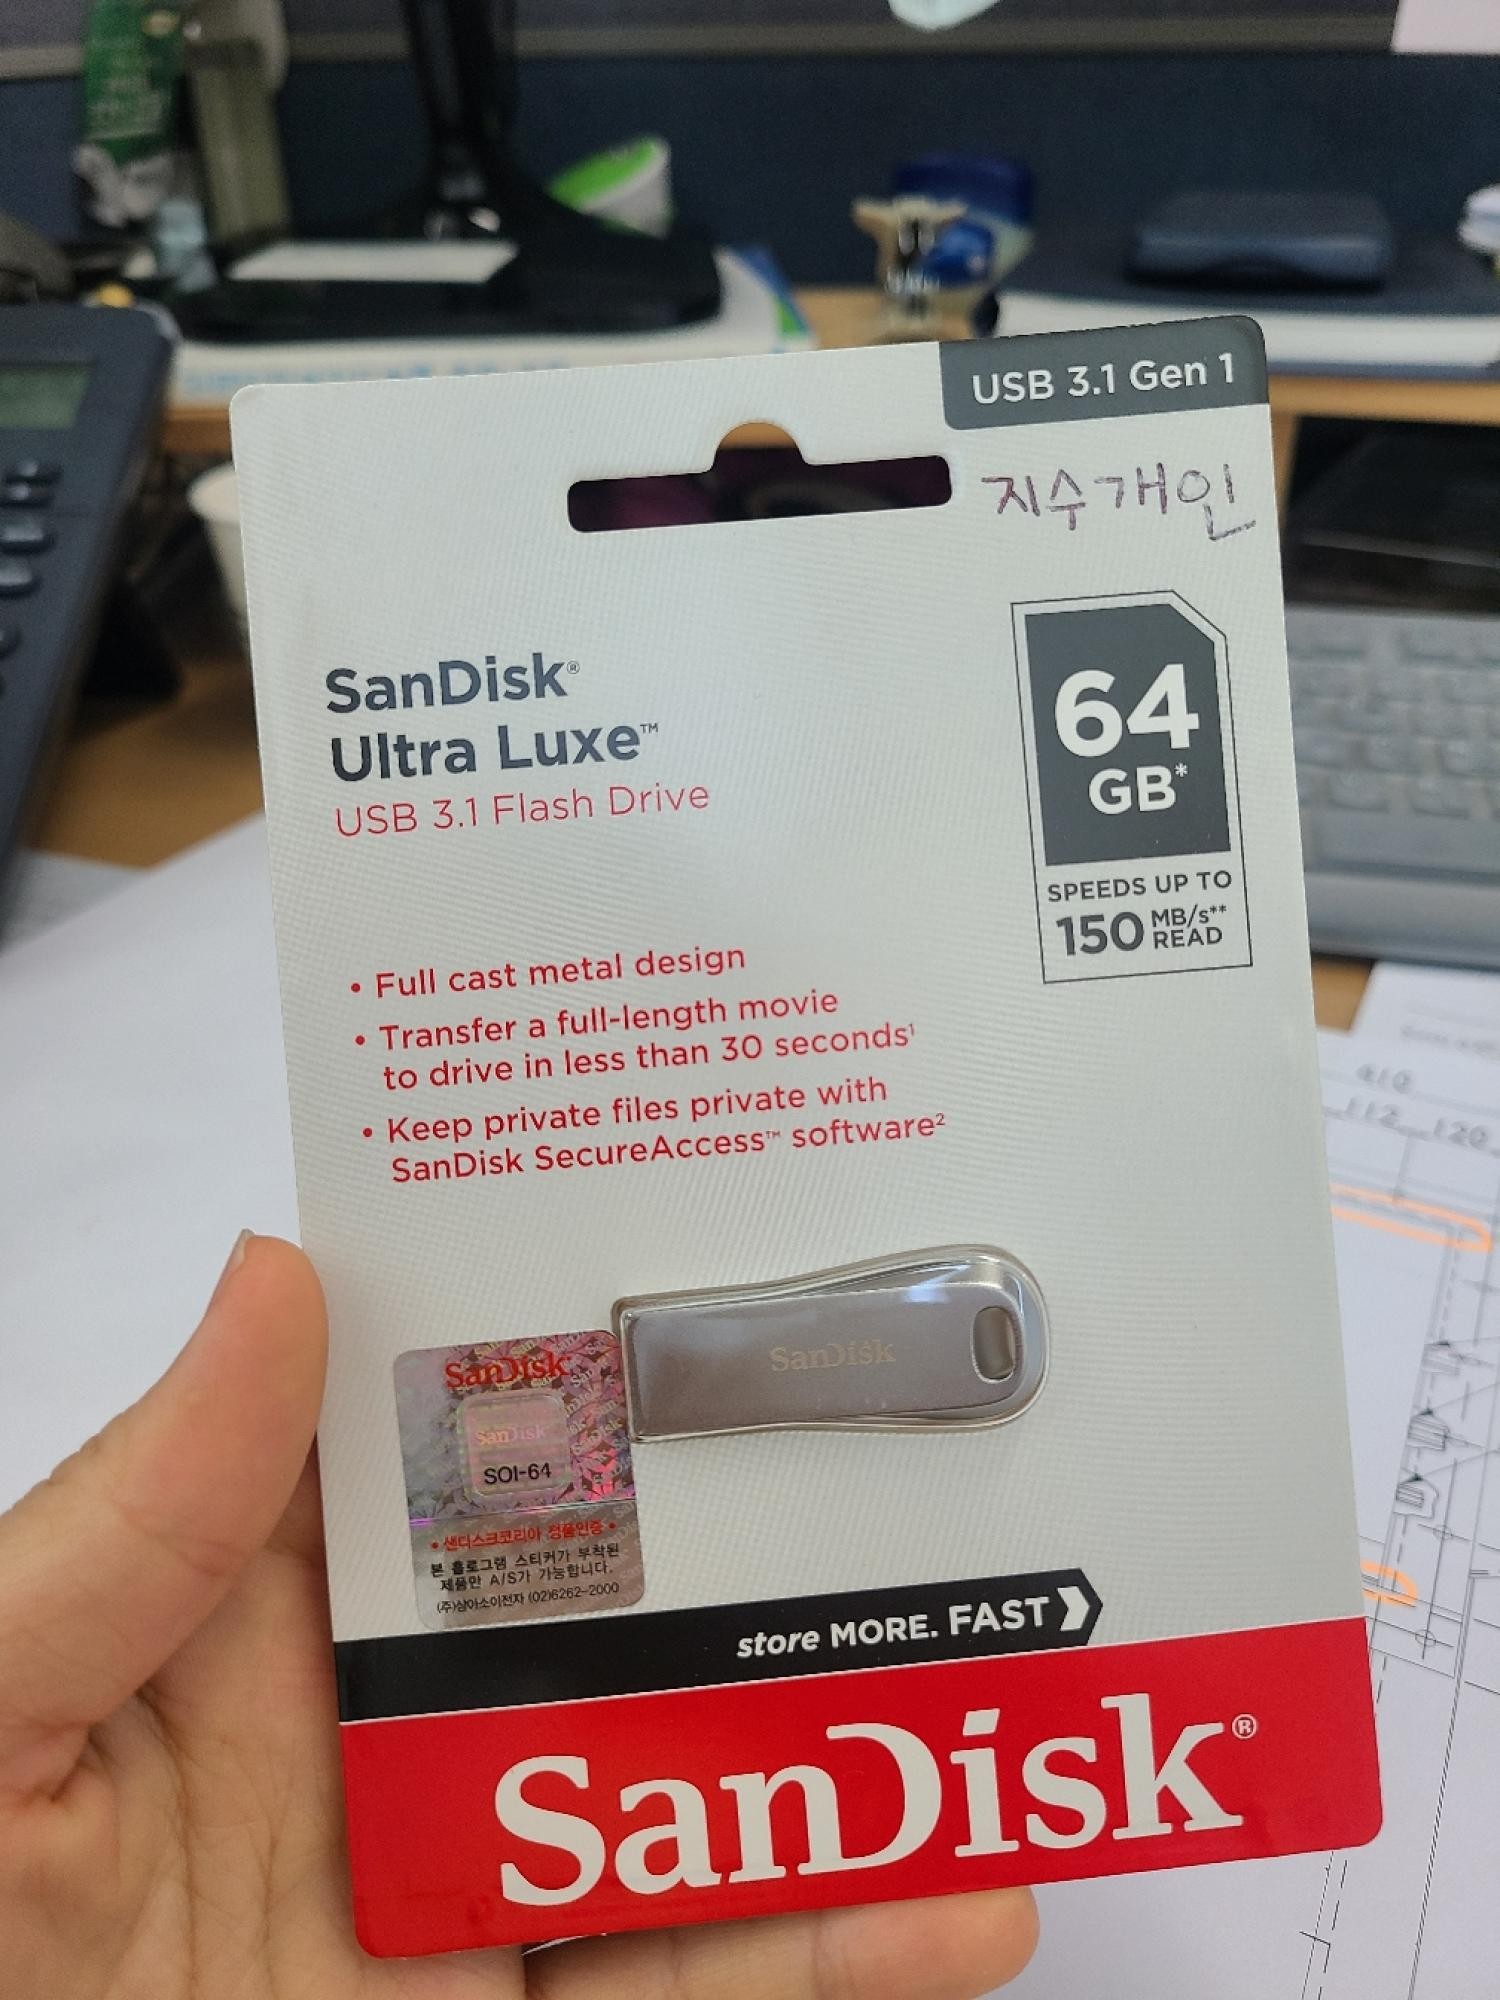 USB 3.1 Gen 1
지수개인
SanDisk®
Ultra Luxe™
USB 3.1 Flash Drive
64
GB*
SPEEDS UP TO
150 MB/s**
READ
• Full cast metal design
• Transfer a full-length movie
to drive in less than 30 seconds¹
• Keep private files private with
SanDisk SecureAccess™ software²
SanDisk
SanDisk
SanDisk
SOI-64
•샌디스크코리아 정품인증 •
본 홀로그램 스티커가 부착된
제품만 A/S가 가능합니다.
(주)상아소이전자 (02)6262-2000
store MORE. FAST
SanDisk®
410
112 120